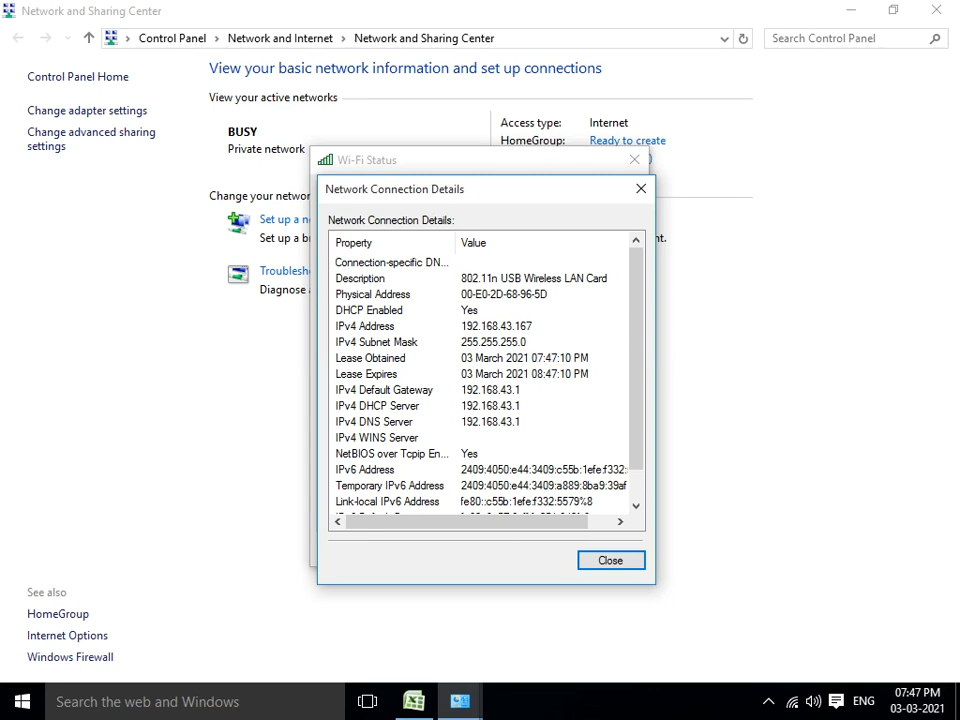 Network and Sharing Center
Control Panel > Network and Internet > Network and Sharing Center
Search Control Panel
Control Panel Home
Change adapter settings
Change advanced sharing
settings
View your basic network information and set up connections
View your active networks
BUSY
Private network
Access type: Internet
HomeGroup: Ready to create
Change your networ
Set up a n
Set up a br
nt.
Troublesh
Diagnose a
Wi-Fi Status
Network Connection Details
Network Connection Details:
Property Value
Connection-specific DN...
Description 802.11n USB Wireless LAN Card
Physical Address 00-E0-2D-68-96-5D
DHCP Enabled Yes
IPv4 Address 192.168.43.167
IPv4 Subnet Mask 255.255.255.0
Lease Obtained 03 March 2021 07:47:10 PM
Lease Expires 03 March 2021 08:47:10 PM
IPv4 Default Gateway 192.168.43.1
IPv4 DHCP Server 192.168.43.1
IPv4 DNS Server 192.168.43.1
IPv4 WINS Server
NetBIOS over Tcpip En... Yes
IPv6 Address 2409:4050:e44:3409:c55b:1efe:f332:
Temporary IPv6 Address 2409:4050:e44:3409:a889:8ba9:39af
Link-local IPv6 Address fe80::c55b:1efe:f332:5579%8
Close
See also
HomeGroup
Internet Options
Windows Firewall
Search the web and Windows
ENG
07:47 PM
03-03-2021